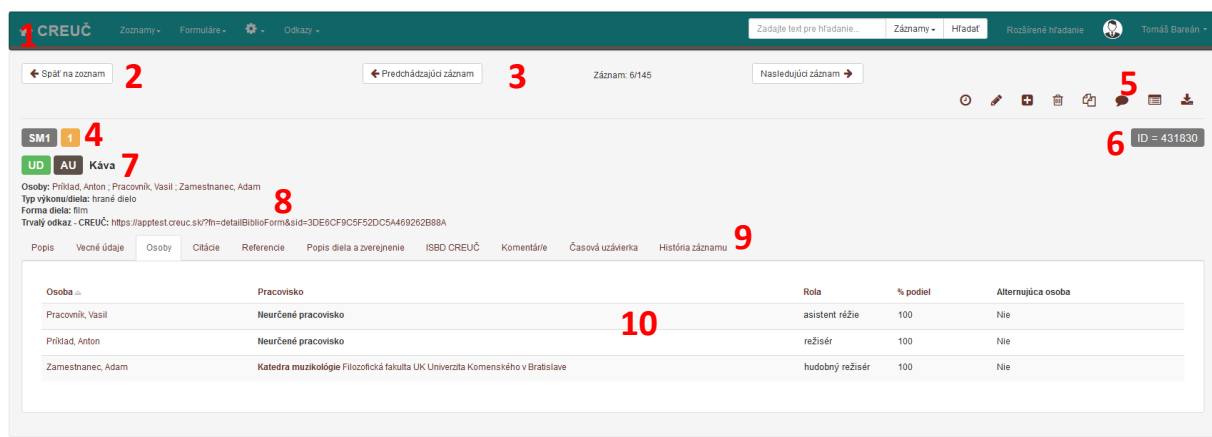 1 CREUČ Zoznamy Formuláre Odkazy Zadajte text pre hľadanie... Záznamy Hľadať Rozšírené hľadanie Tomáš Bareán
Späť na zoznam 2 Predchádzajúci záznam 3 Záznam: 6/145 Nasledujúci záznam
5
SM1 1 4 6 ID = 431830
UD AU Káva 7
Osoby: Príklad, Anton ; Pracovník, Vasil ; Zamestnanec, Adam
Typ výkonu/diela: hrané dielo
Forma diela: film 8
Trvalý odkaz - CREUČ: https://apptest.creuc.sk/?fn=detailBiblioForm&sid=3DE6CF9C5F52DC5A469262B88A
Popis Vecné údaje Osoby Citácie Referencie Popis diela a zverejnenie ISBD CREUČ Komentár/e Časová uzávierka História záznamu 9
Osoba Pracovisko Rola % podiel Alternujúca osoba
Pracovník, Vasil Neurčené pracovisko 10 asistent réžie 100 Nie
Príklad, Anton Neurčené pracovisko režisér 100 Nie
Zamestnanec, Adam Katedra muzikológie Filozofická fakulta UK Univerzita Komenského v Bratislave hudobný režisér 100 Nie